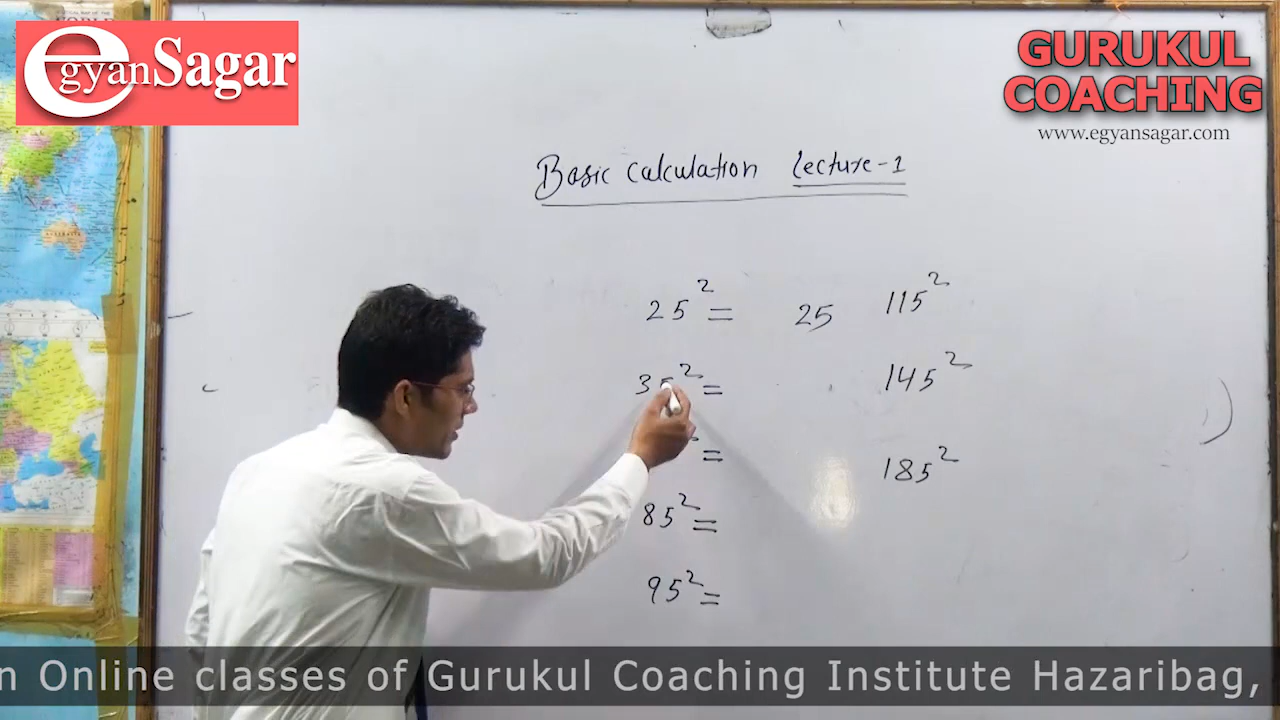 egyanSagar
GURUKUL
COACHING
www.egyansagar.com
Basic Calculation Lecture-1
25² = 25
35² =
² =
85² =
95² =
115²
145²
185²
n Online classes of Gurukul Coaching Institute Hazaribag,